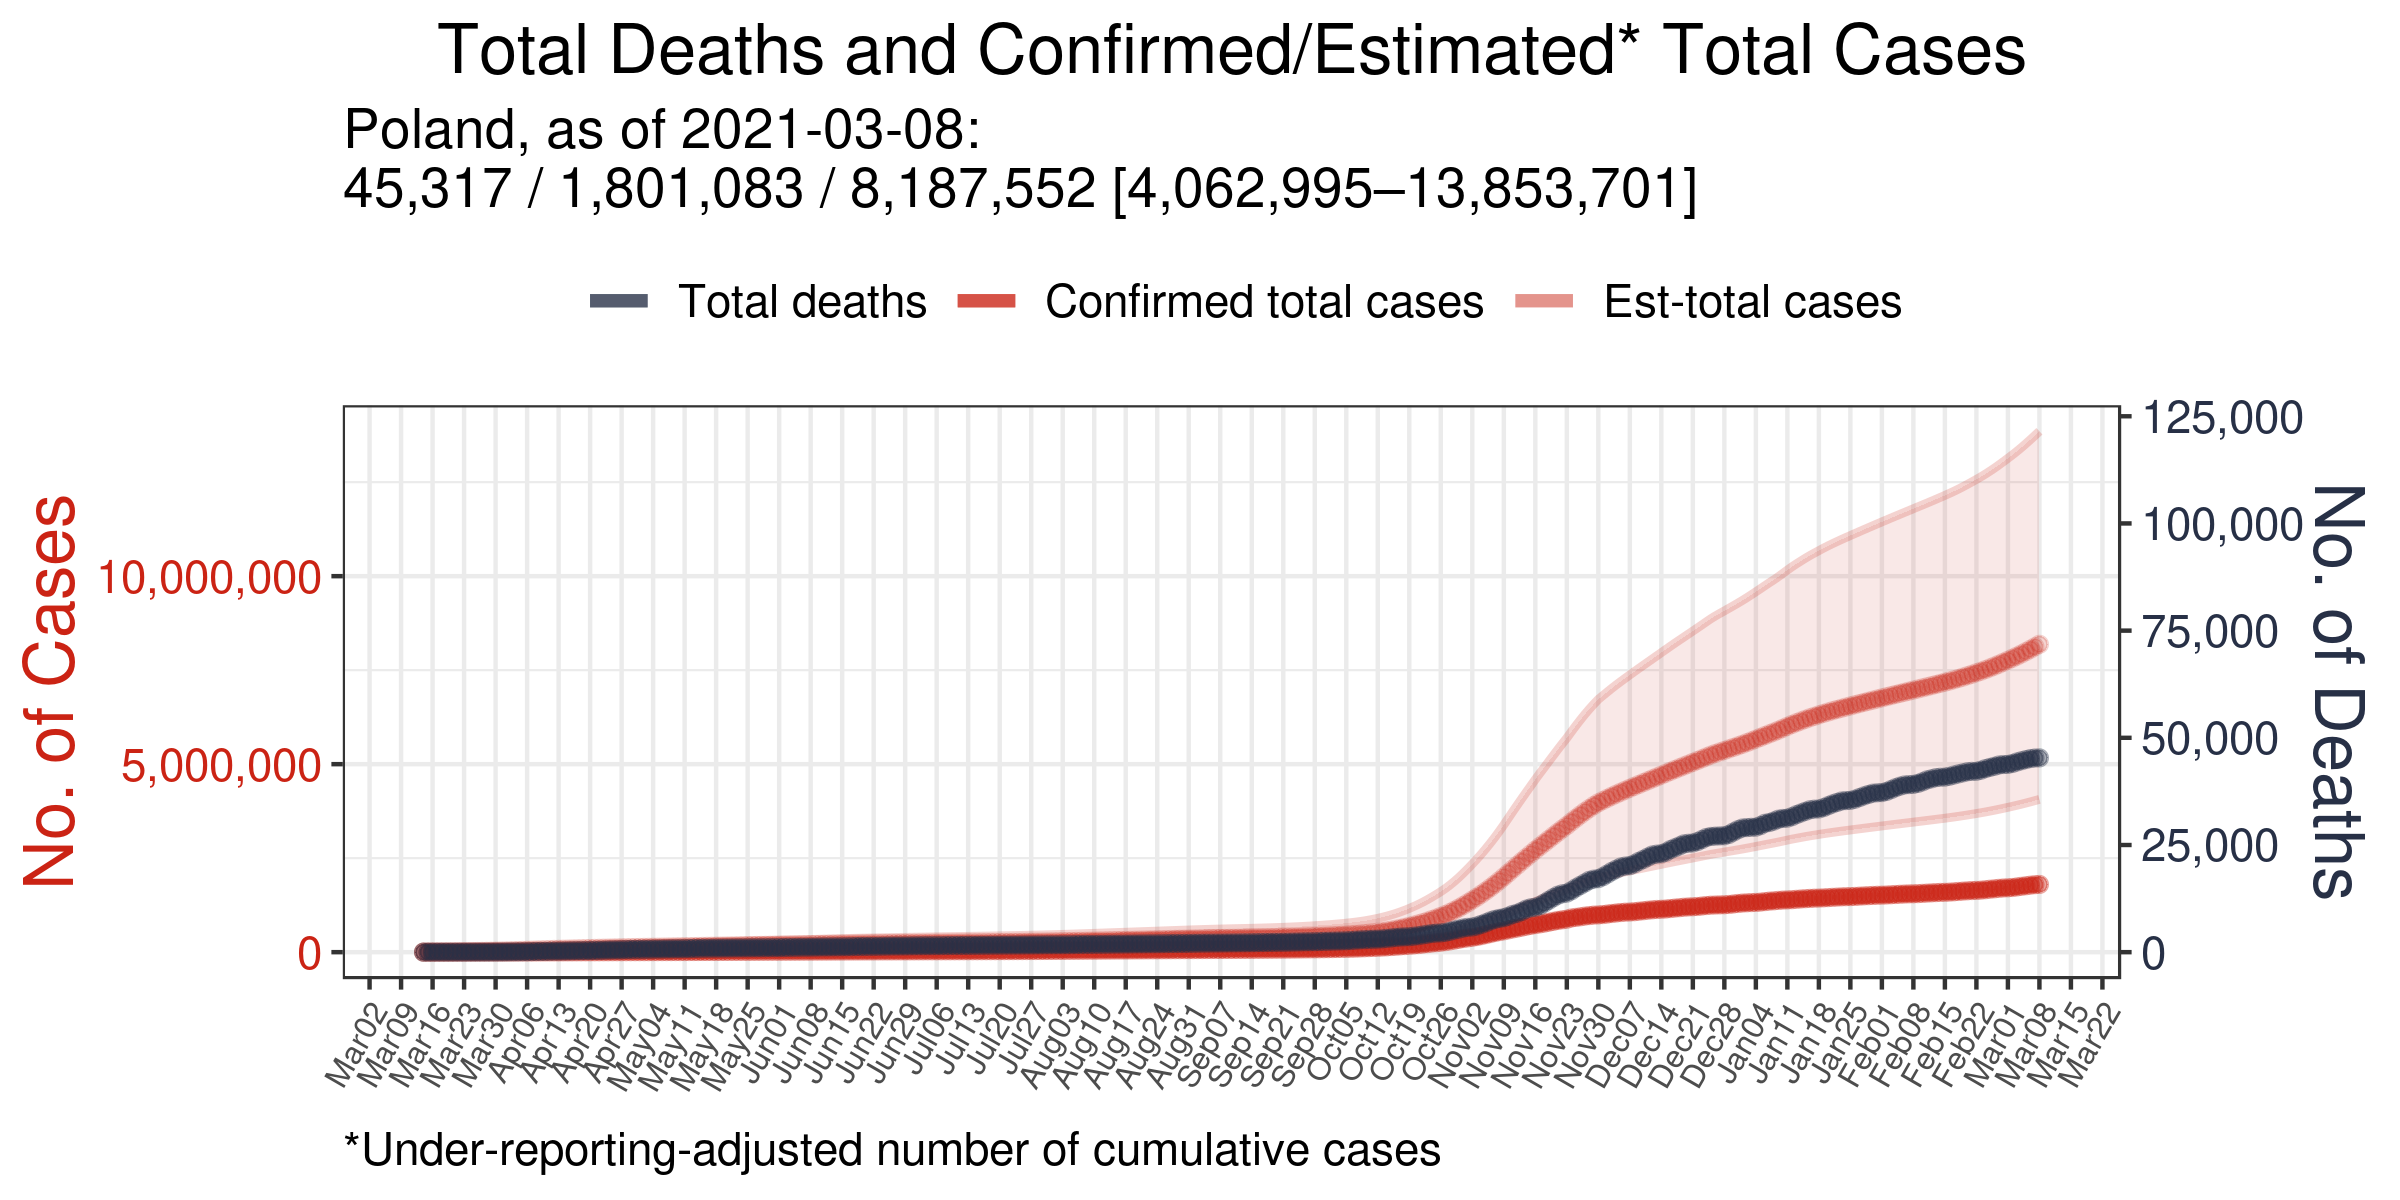 Total Deaths and Confirmed/Estimated* Total Cases
Poland, as of 2021-03-08:
45,317 / 1,801,083 / 8,187,552 [4,062,995–13,853,701]
Total deaths
Confirmed total cases
Est-total cases
No. of Cases
10,000,000
5,000,000
0
125,000
100,000
75,000
50,000
25,000
0
No. of Deaths
Mar02
Mar09
Mar16
Mar23
Mar30
Apr06
Apr13
Apr20
Apr27
May04
May11
May18
May25
Jun01
Jun08
Jun15
Jun22
Jun29
Jul06
Jul13
Jul20
Jul27
Aug03
Aug10
Aug17
Aug24
Aug31
Sep07
Sep14
Sep21
Sep28
Oct05
Oct12
Oct19
Oct26
Nov02
Nov09
Nov16
Nov23
Nov30
Dec07
Dec14
Dec21
Dec28
Jan04
Jan11
Jan18
Jan25
Feb01
Feb08
Feb15
Feb22
Mar01
Mar08
Mar15
Mar22
*Under-reporting-adjusted number of cumulative cases